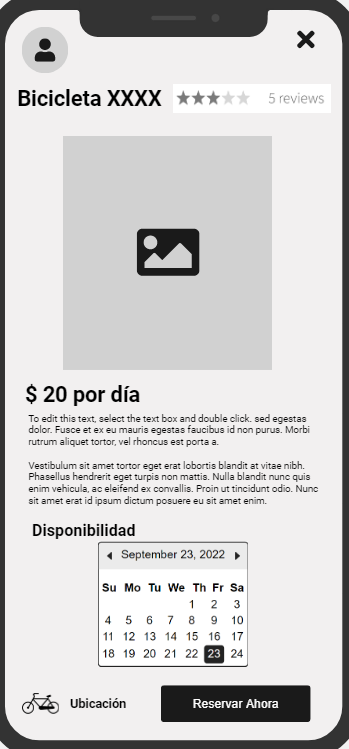 Bicicleta XXXX
5 reviews
$ 20 por día
To edit this text, select the text box and double click. sed egestas
dolor. Fusce et ex eu mauris egestas faucibus id non purus. Morbi
rutrum aliquet tortor, vel rhoncus est porta a.
Vestibulum sit amet tortor eget erat lobortis blandit at vitae nibh.
Phasellus hendrerit eget turpis non mattis. Nulla blandit nunc quis
enim vehicula, ac eleifend ex convallis. Proin ut tincidunt odio. Nunc
sit amet erat id ipsum dictum posuere eu sit amet enim.
Disponibilidad
September 23, 2022
Su Mo Tu We Th Fr Sa
1 2 3
4 5 6 7 8 9 10
11 12 13 14 15 16 17
18 19 20 21 22 23 24
Ubicación
Reservar Ahora